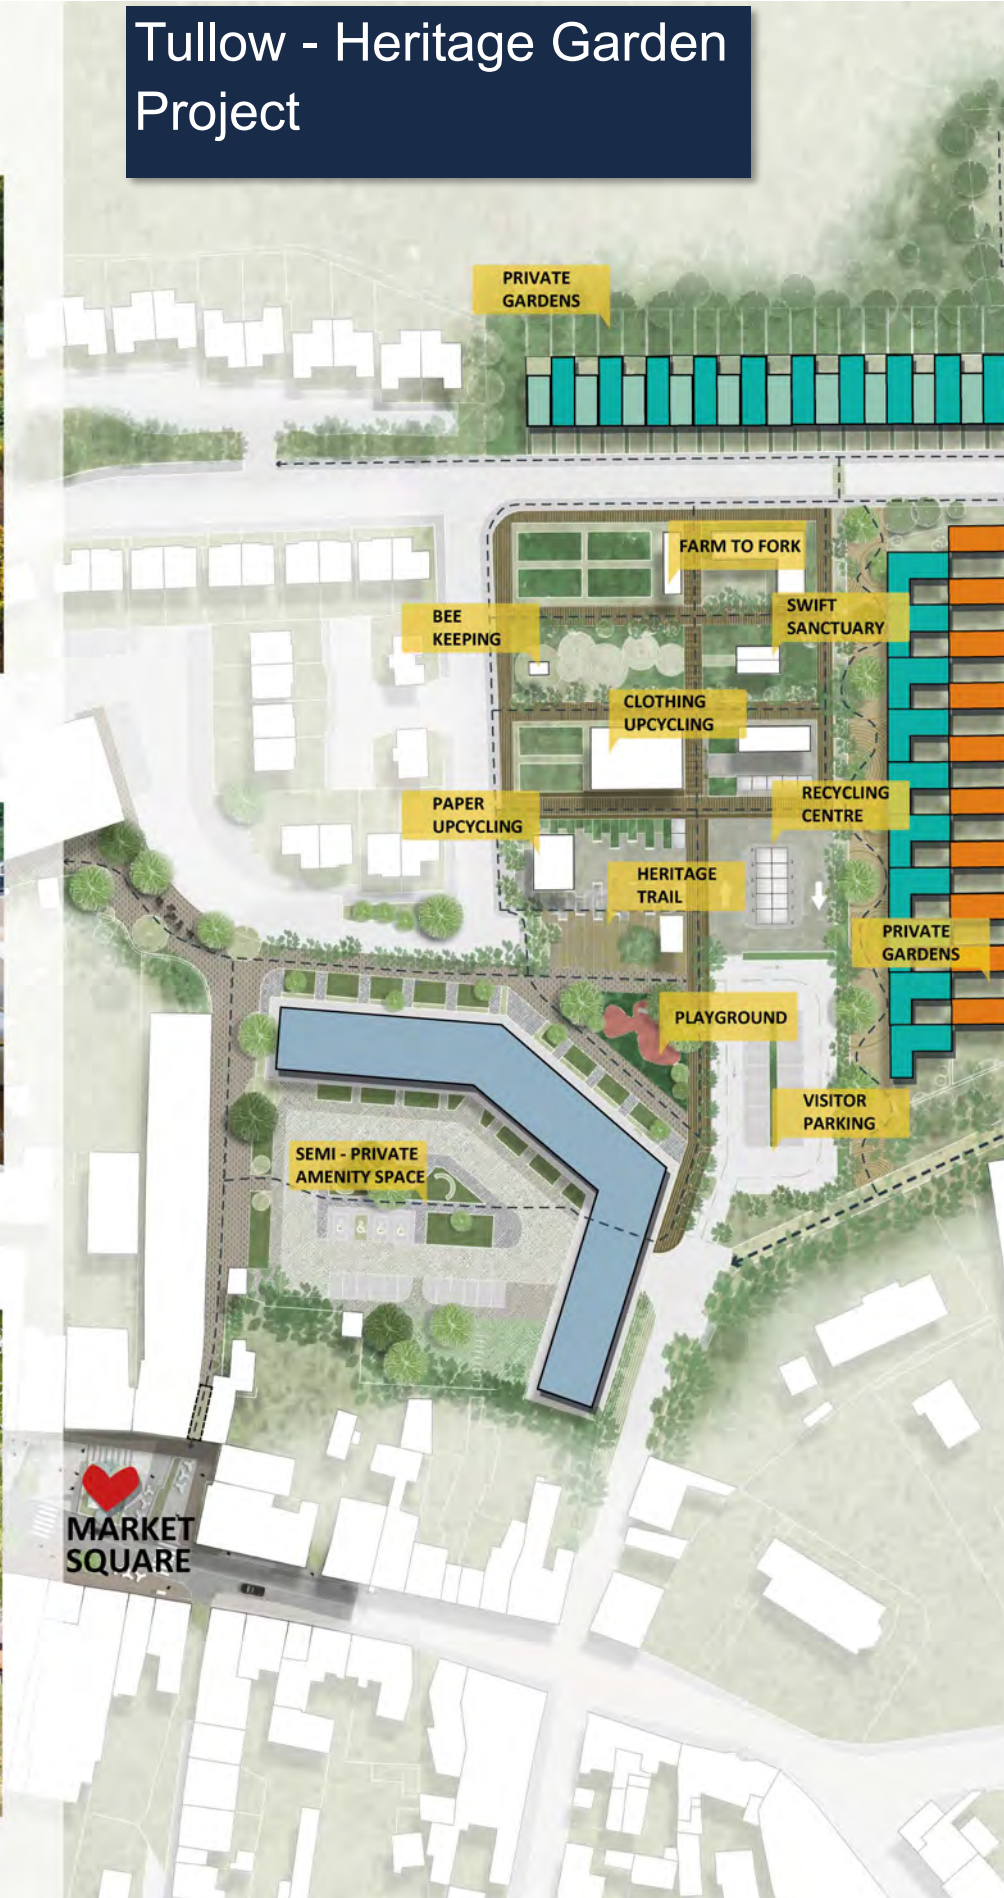 Tullow - Heritage Garden
Project
PRIVATE
GARDENS
FARM TO FORK
BEE
KEEPING
SWIFT
SANCTUARY
CLOTHING
UPCYCLING
PAPER
UPCYCLING
RECYCLING
CENTRE
HERITAGE
TRAIL
PRIVATE
GARDENS
PLAYGROUND
VISITOR
PARKING
SEMI - PRIVATE
AMENITY SPACE
MARKET
SQUARE